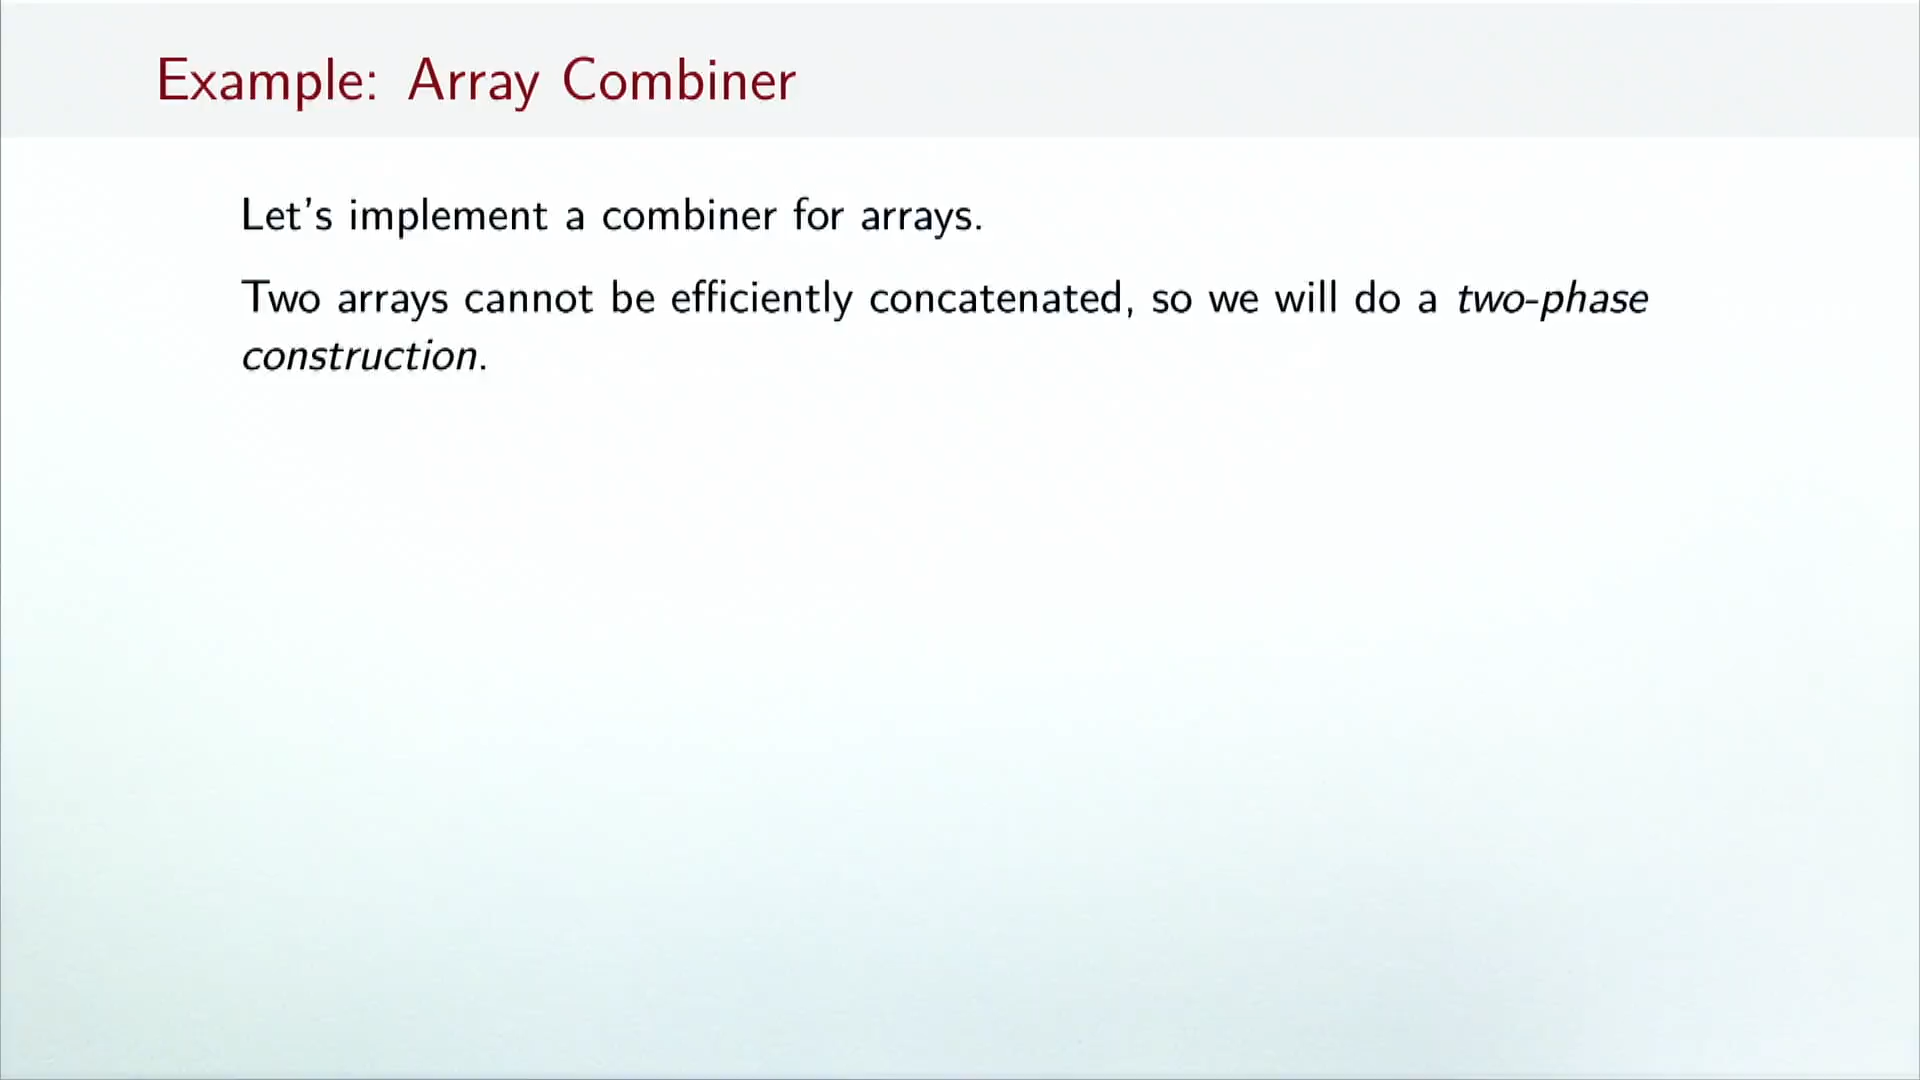 Example: Array Combiner
Let's implement a combiner for arrays.
Two arrays cannot be efficiently concatenated, so we will do a two-phase
construction.